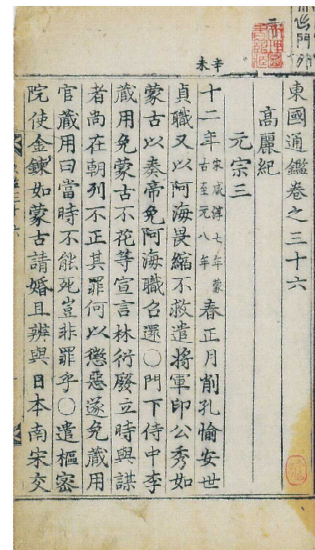 東國通鑑卷之三十六
高麗紀
元宗三
辛未
十二年宋咸淳七年蒙古至元八年春正月削孔愉安世
貞職又以阿海畏縮不救遣將軍印公秀如
蒙古以奏帝免阿海職召還〇門下侍中李
藏用免蒙古不花等宣言林衍廢立時與謀
者尚在朝列不正其罪何以懲惡遂免藏用
官藏用曰當時不能死豈非罪乎〇遣樞密
院使金鍊如蒙古請婚且辨與日本南宋交